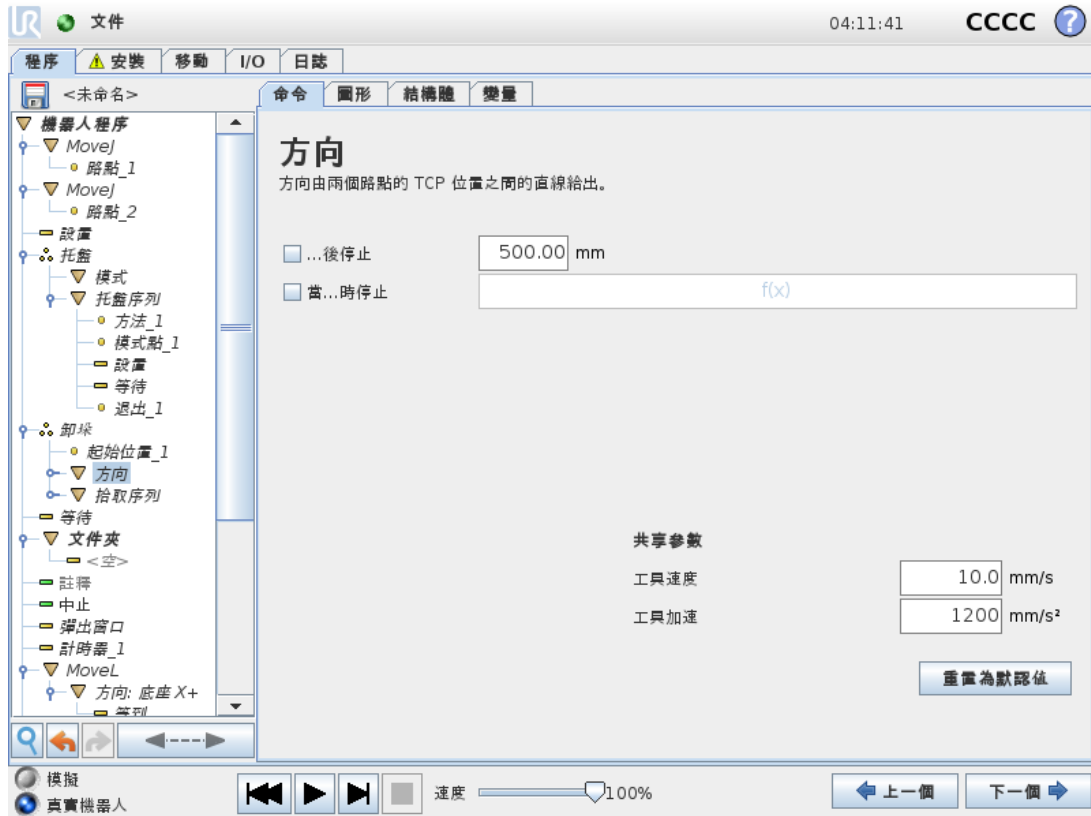 UR 文件 04:11:41 CCCC ?
程序 安裝 移動 I/O 日誌
<未命名> 命令 圖形 結構體 變量
機器人程序
MoveJ
路點_1
MoveJ
路點_2
設置
托盤
模式
托盤序列
方法_1
模式點_1
設置
等待
退出_1
卸垛
起始位置_1
方向
拾取序列
等待
文件夾
<空>
註釋
中止
彈出窗口
計時器_1
MoveL
方向: 底座 X+
等到
方向
方向由兩個路點的 TCP 位置之間的直線給出。
...後停止 500.00 mm
當...時停止 f(x)
共享參數
工具速度 10.0 mm/s
工具加速 1200 mm/s²
重置為默認值
模擬
真實機器人
速度 100%
上一個 下一個